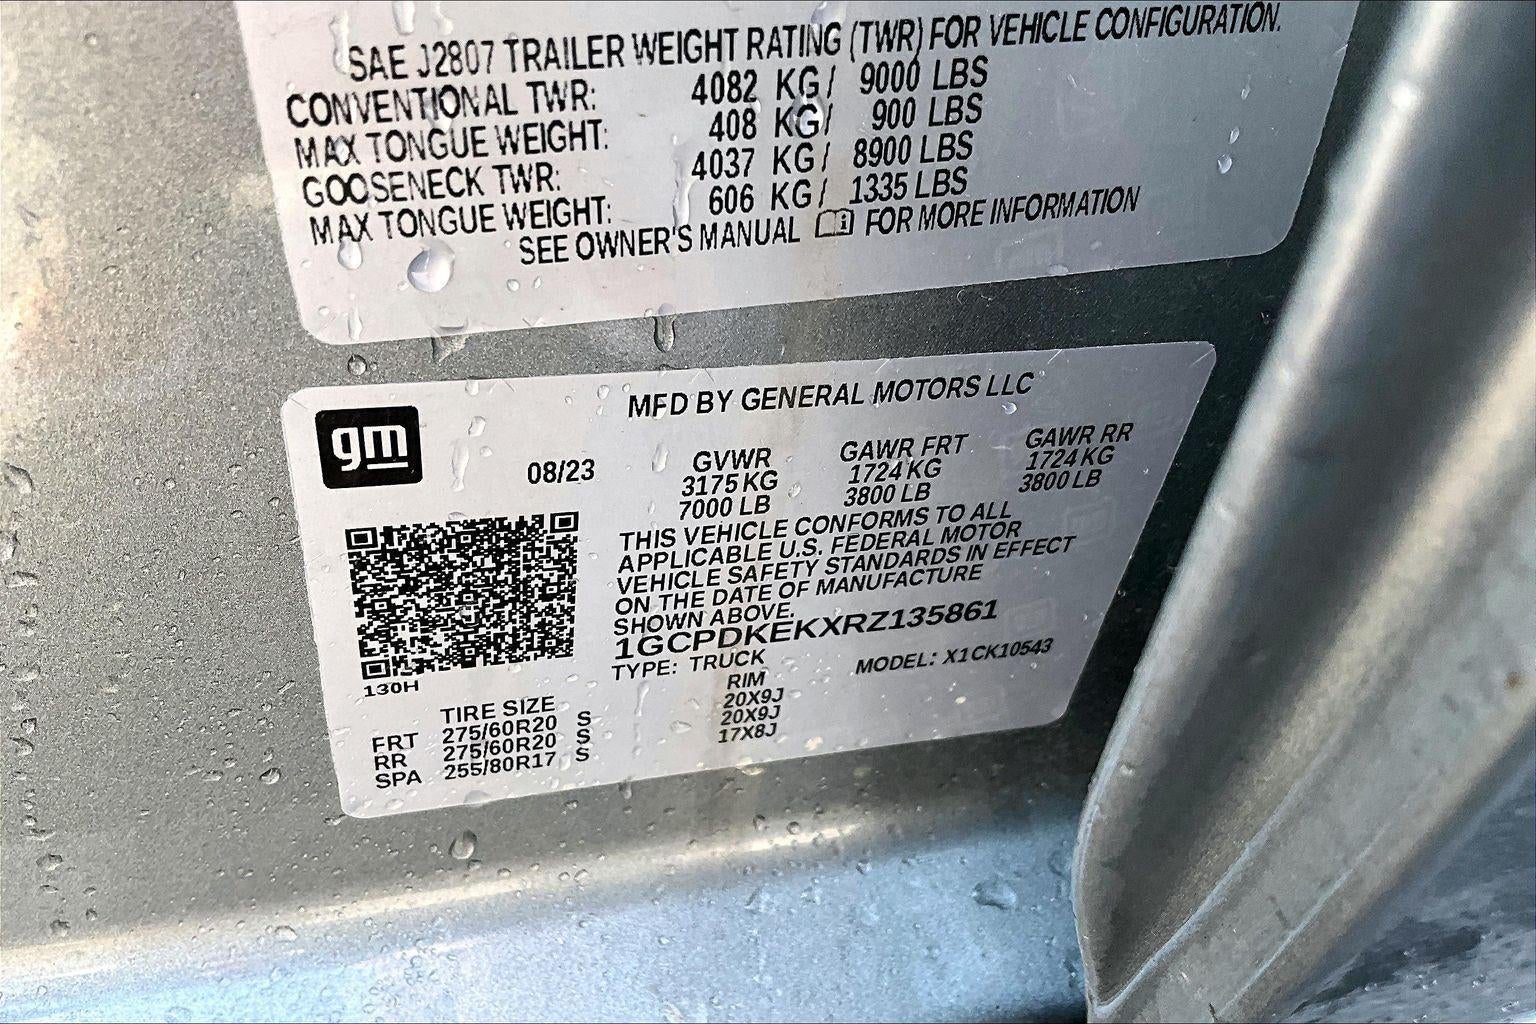 SAE J2807 TRAILER WEIGHT RATING (TWR) FOR VEHICLE CONFIGURATION.
CONVENTIONAL TWR: 4082 KG/ 9000 LBS
MAX TONGUE WEIGHT: 408 KG/ 900 LBS
GOOSENECK TWR: 4037 KG/ 8900 LBS
MAX TONGUE WEIGHT: 606 KG/ 1335 LBS
SEE OWNER'S MANUAL FOR MORE INFORMATION
gm
MFD BY GENERAL MOTORS LLC
08/23
GVWR GAWR FRT GAWR RR
3175 KG 1724 KG 1724 KG
7000 LB 3800 LB 3800 LB
THIS VEHICLE CONFORMS TO ALL
APPLICABLE U.S. FEDERAL MOTOR
VEHICLE SAFETY STANDARDS IN EFFECT
ON THE DATE OF MANUFACTURE
SHOWN ABOVE.
1GCPDKEKXRZ135861
TYPE: TRUCK MODEL: X1CK10543
130H
TIRE SIZE RIM
FRT 275/60R20 S 20X9J
RR 275/60R20 S 20X9J
SPA 255/80R17 S 17X8J